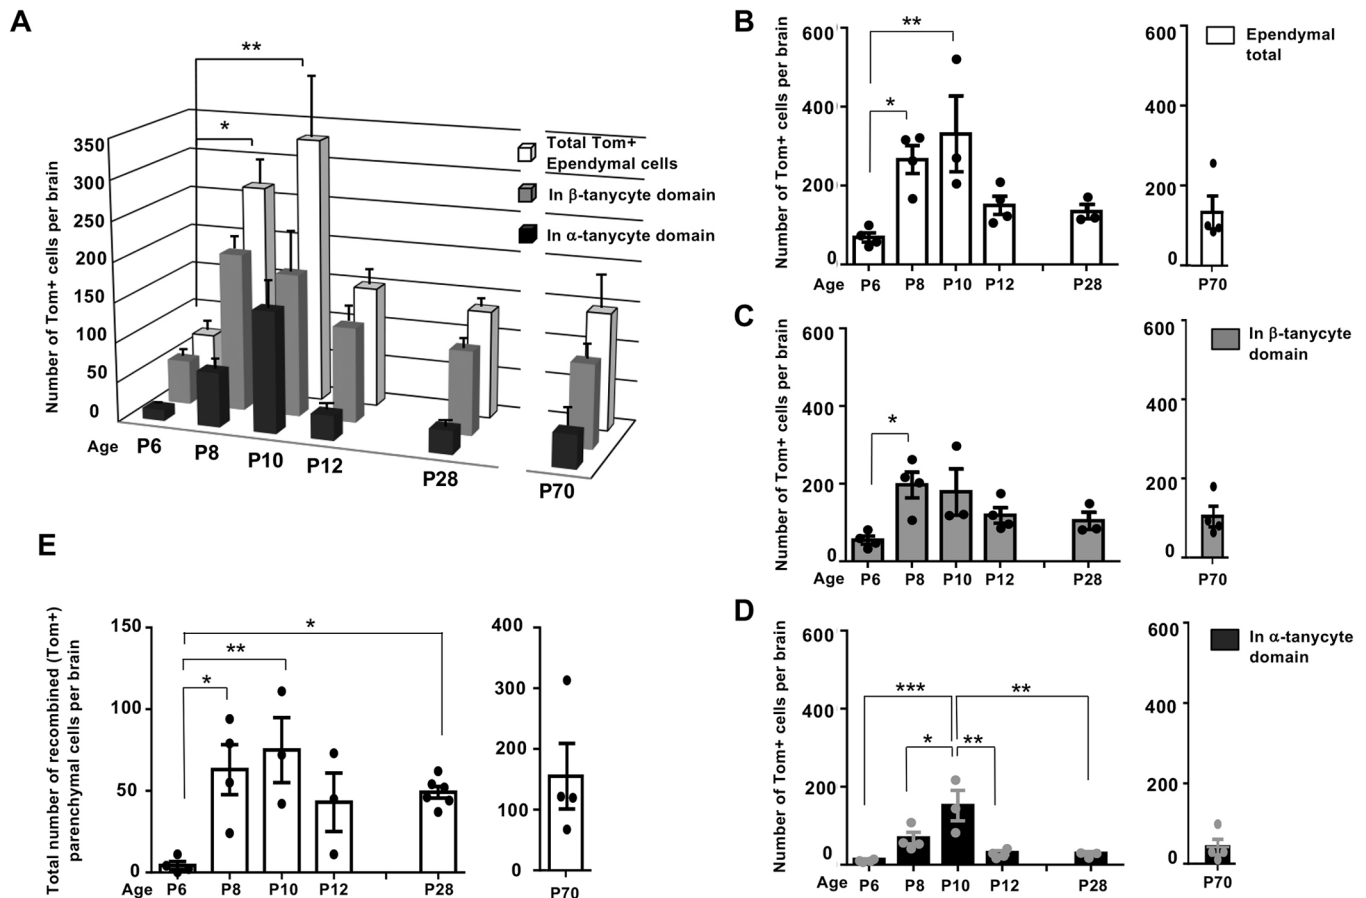 A
Number of Tom+ cells per brain
350
300
250
200
150
100
50
0
**
*
Total Tom+
Ependymal cells
In β-tanycyte domain
In α-tanycyte domain
Age P6 P8 P10 P12 P28 P70
B
Number of Tom+ cells per brain
600
400
200
0
**
*
Age P6 P8 P10 P12 P28
600
400
200
0
P70
Ependymal
total
C
Number of Tom+ cells per brain
600
400
200
0
*
Age P6 P8 P10 P12 P28
600
400
200
0
P70
In β-tanycyte
domain
D
Number of Tom+ cells per brain
600
400
200
0
***
**
*
**
Age P6 P8 P10 P12 P28
600
400
200
0
P70
In α-tanycyte
domain
E
Total number of recombined (Tom+)
parenchymal cells per brain
150
100
50
0
*
**
*
Age P6 P8 P10 P12 P28
400
300
200
100
0
P70